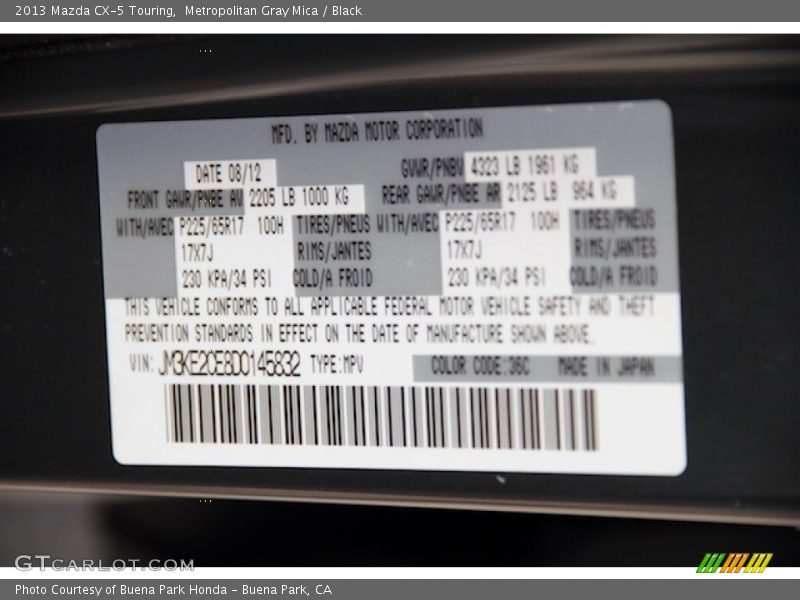 2013 Mazda CX-5 Touring,  Metropolitan Gray Mica / Black
MFD. BY MAZDA MOTOR CORPORATION
DATE 08/12 GVWR/PNBV 4323 LB 1961 KG
FRONT GAWR/PNBE AV 2205 LB 1000 KG REAR GAWR/PNBE AR 2125 LB 964 KG
WITH/AVEC P225/65R17 100H TIRES/PNEUS WITH/AVEC P225/65R17 100H TIRES/PNEUS
17X7J RIMS/JANTES 17X7J RIMS/JANTES
230 KPA/34 PSI COLD/A FROID 230 KPA/34 PSI COLD/A FROID
THIS VEHICLE CONFORMS TO ALL APPLICABLE FEDERAL MOTOR VEHICLE SAFETY AND THEFT
PREVENTION STANDARDS IN EFFECT ON THE DATE OF MANUFACTURE SHOWN ABOVE.
VIN: JM3KE2CE8D0145832 TYPE:MPV COLOR CODE:36C MADE IN JAPAN
GTCARLOT.COM
Photo Courtesy of Buena Park Honda - Buena Park, CA